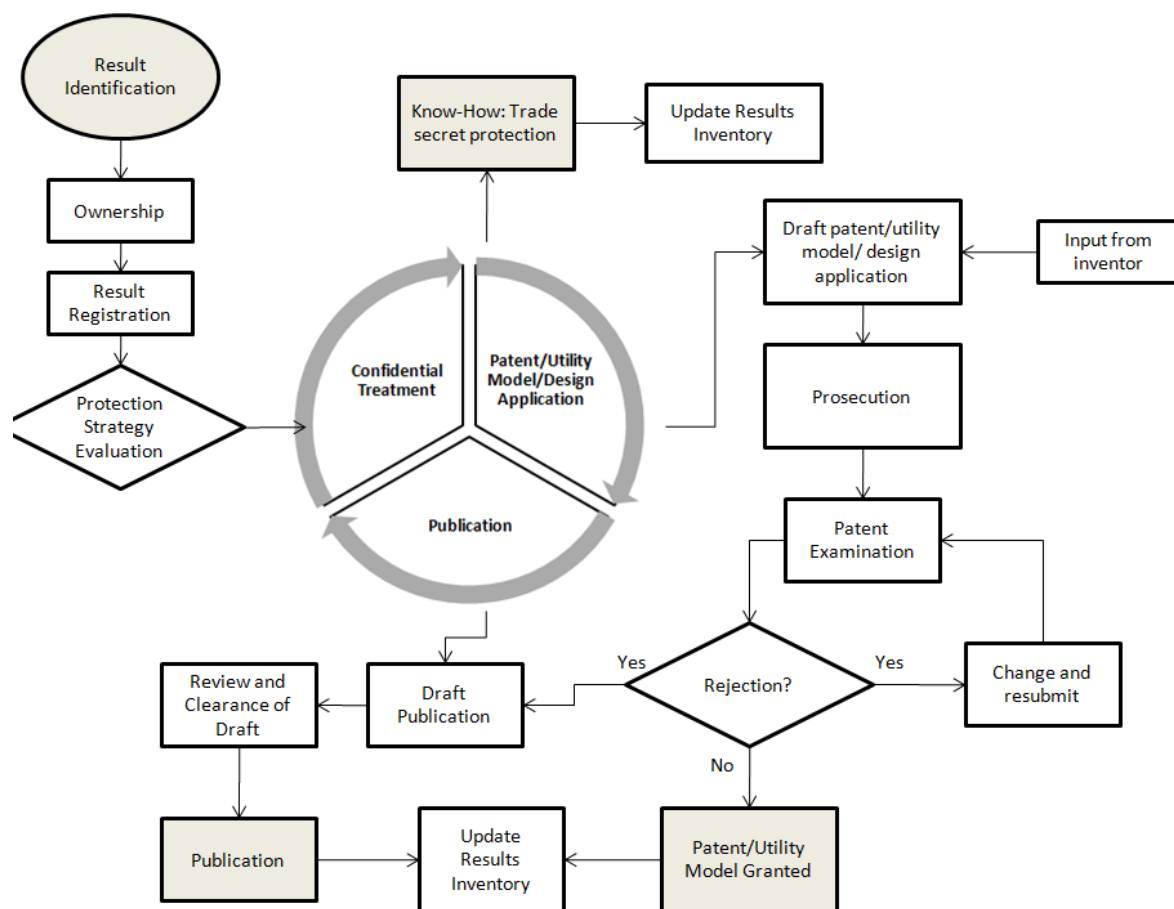 Result
Identification
Ownership
Result
Registration
Protection
Strategy
Evaluation
Know-How: Trade
secret protection
Update Results
Inventory
Confidential
Treatment
Patent/Utility
Model/Design
Application
Publication
Draft patent/utility
model/ design
application
Input from
inventor
Prosecution
Patent
Examination
Rejection?
Yes
Yes
No
Change and
resubmit
Draft
Publication
Review and
Clearance of
Draft
Publication
Update
Results
Inventory
Patent/Utility
Model Granted